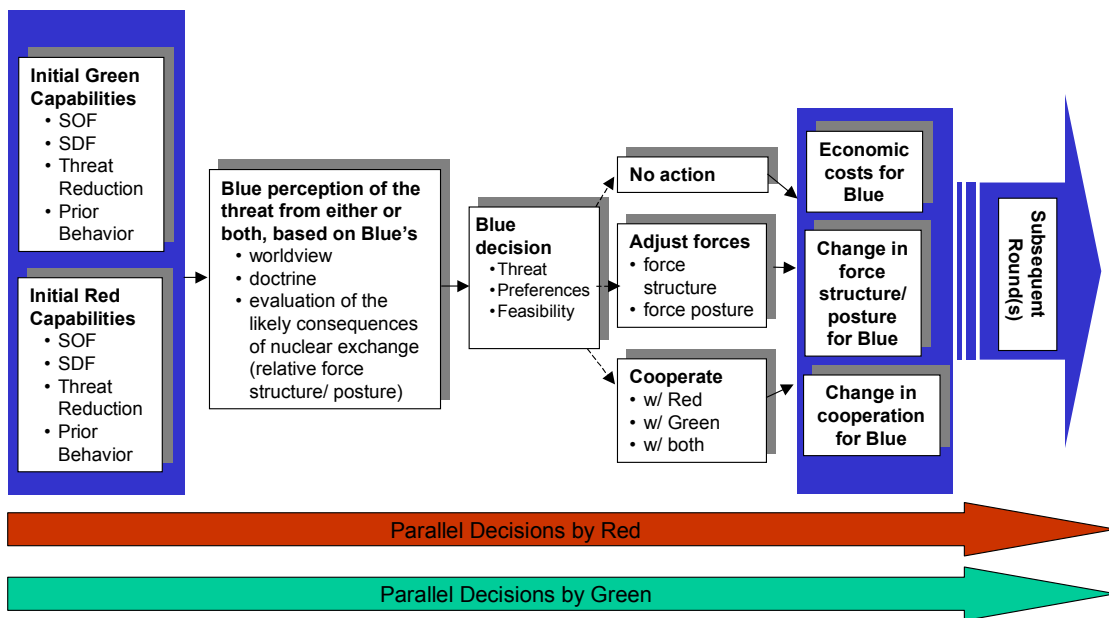 Initial Green
Capabilities
• SOF
• SDF
• Threat
Reduction
• Prior
Behavior
Initial Red
Capabilities
• SOF
• SDF
• Threat
Reduction
• Prior
Behavior
Blue perception of the
threat from either or
both, based on Blue's
• worldview
• doctrine
• evaluation of the
likely consequences
of nuclear exchange
(relative force
structure/ posture)
Blue
decision
• Threat
• Preferences
• Feasibility
No action
Adjust forces
• force
structure
• force posture
Cooperate
• w/ Red
• w/ Green
• w/ both
Economic
costs for
Blue
Change in
force
structure/
posture
for Blue
Change in
cooperation
for Blue
Subsequent
Round(s)
Parallel Decisions by Red
Parallel Decisions by Green